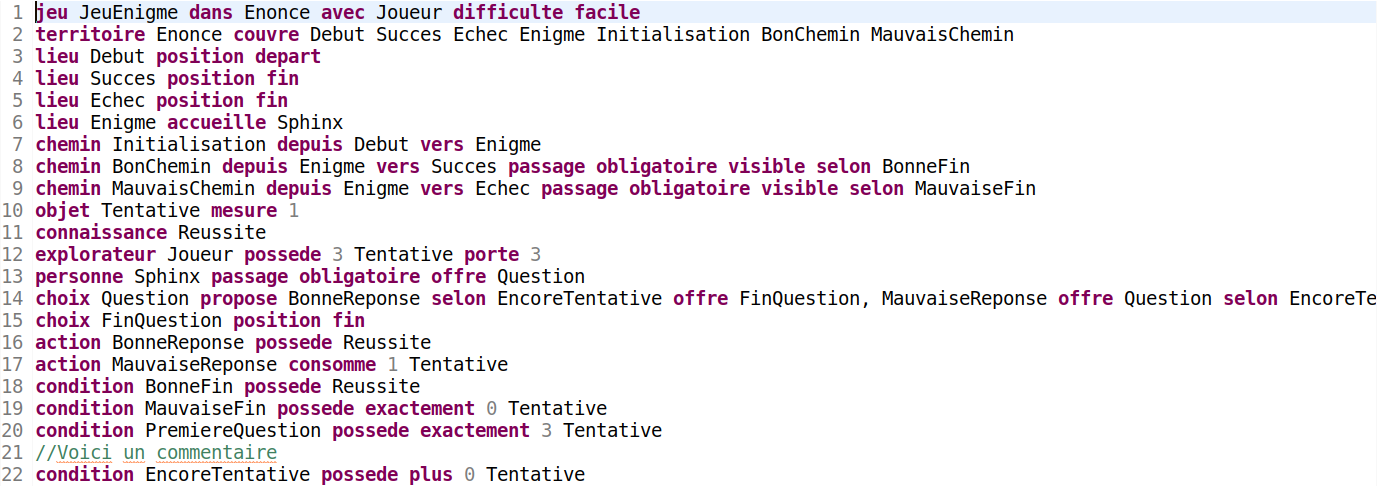 1 jeu JeuEnigme dans Enonce avec Joueur difficulte facile
2 territoire Enonce couvre Debut Succes Echec Enigme Initialisation BonChemin MauvaisChemin
3 lieu Debut position depart
4 lieu Succes position fin
5 lieu Echec position fin
6 lieu Enigme accueille Sphinx
7 chemin Initialisation depuis Debut vers Enigme
8 chemin BonChemin depuis Enigme vers Succes passage obligatoire visible selon BonneFin
9 chemin MauvaisChemin depuis Enigme vers Echec passage obligatoire visible selon MauvaiseFin
10 objet Tentative mesure 1
11 connaissance Reussite
12 explorateur Joueur possede 3 Tentative porte 3
13 personne Sphinx passage obligatoire offre Question
14 choix Question propose BonneReponse selon EncoreTentative offre FinQuestion, MauvaiseReponse offre Question selon EncoreTe
15 choix FinQuestion position fin
16 action BonneReponse possede Reussite
17 action MauvaiseReponse consomme 1 Tentative
18 condition BonneFin possede Reussite
19 condition MauvaiseFin possede exactement 0 Tentative
20 condition PremiereQuestion possede exactement 3 Tentative
21 //Voici un commentaire
22 condition EncoreTentative possede plus 0 Tentative